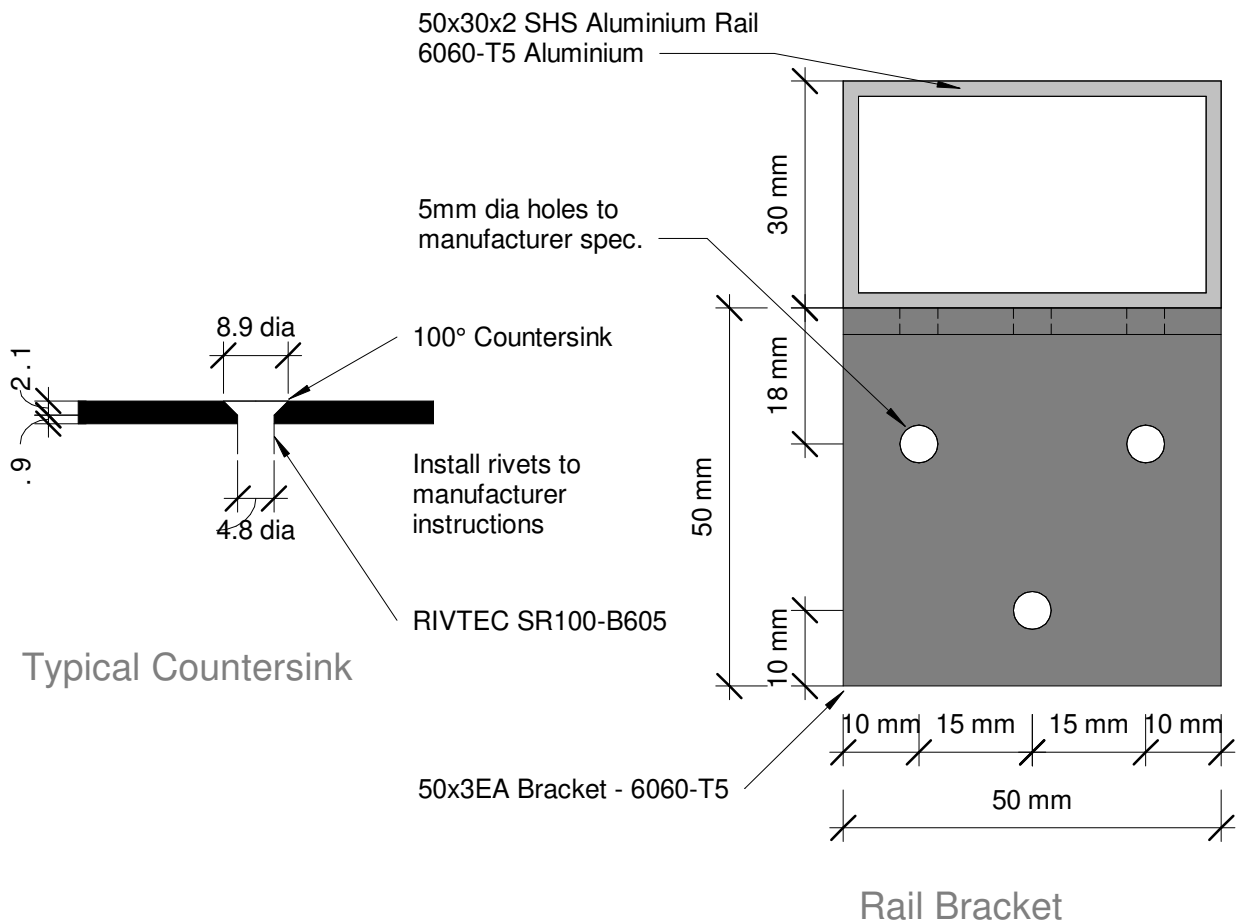 50x30x2 SHS Aluminium Rail
6060-T5 Aluminium
30 mm
5mm dia holes to
manufacturer spec.
8.9 dia
100° Countersink
2.1
.9
18 mm
50 mm
Install rivets to
manufacturer
instructions
4.8 dia
RIVTEC SR100-B605
10 mm
Typical Countersink
10 mm
15 mm
15 mm
10 mm
50x3EA Bracket - 6060-T5
50 mm
Rail Bracket